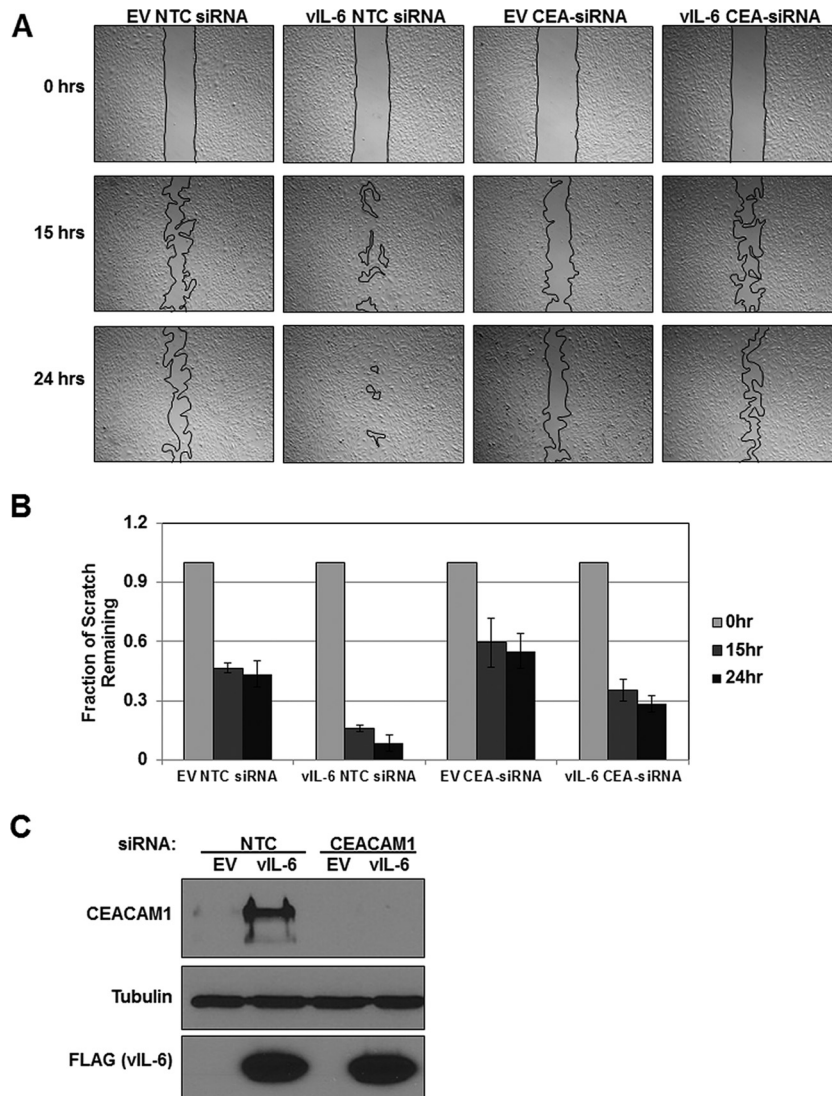 A
EV NTC siRNA vIL-6 NTC siRNA EV CEA-siRNA vIL-6 CEA-siRNA
0 hrs
15 hrs
24 hrs
B
Fraction of Scratch
Remaining
1.2
0.9
0.6
0.3
0
EV NTC siRNA vIL-6 NTC siRNA EV CEA-siRNA vIL-6 CEA-siRNA
0hr
15hr
24hr
C
siRNA: NTC CEACAM1
EV vIL-6 EV vIL-6
CEACAM1
Tubulin
FLAG (vIL-6)